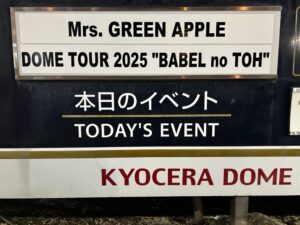 Mrs. GREEN APPLE
DOME TOUR 2025 "BABEL no TOH"
本日のイベント
TODAY'S EVENT
KYOCERA DOME